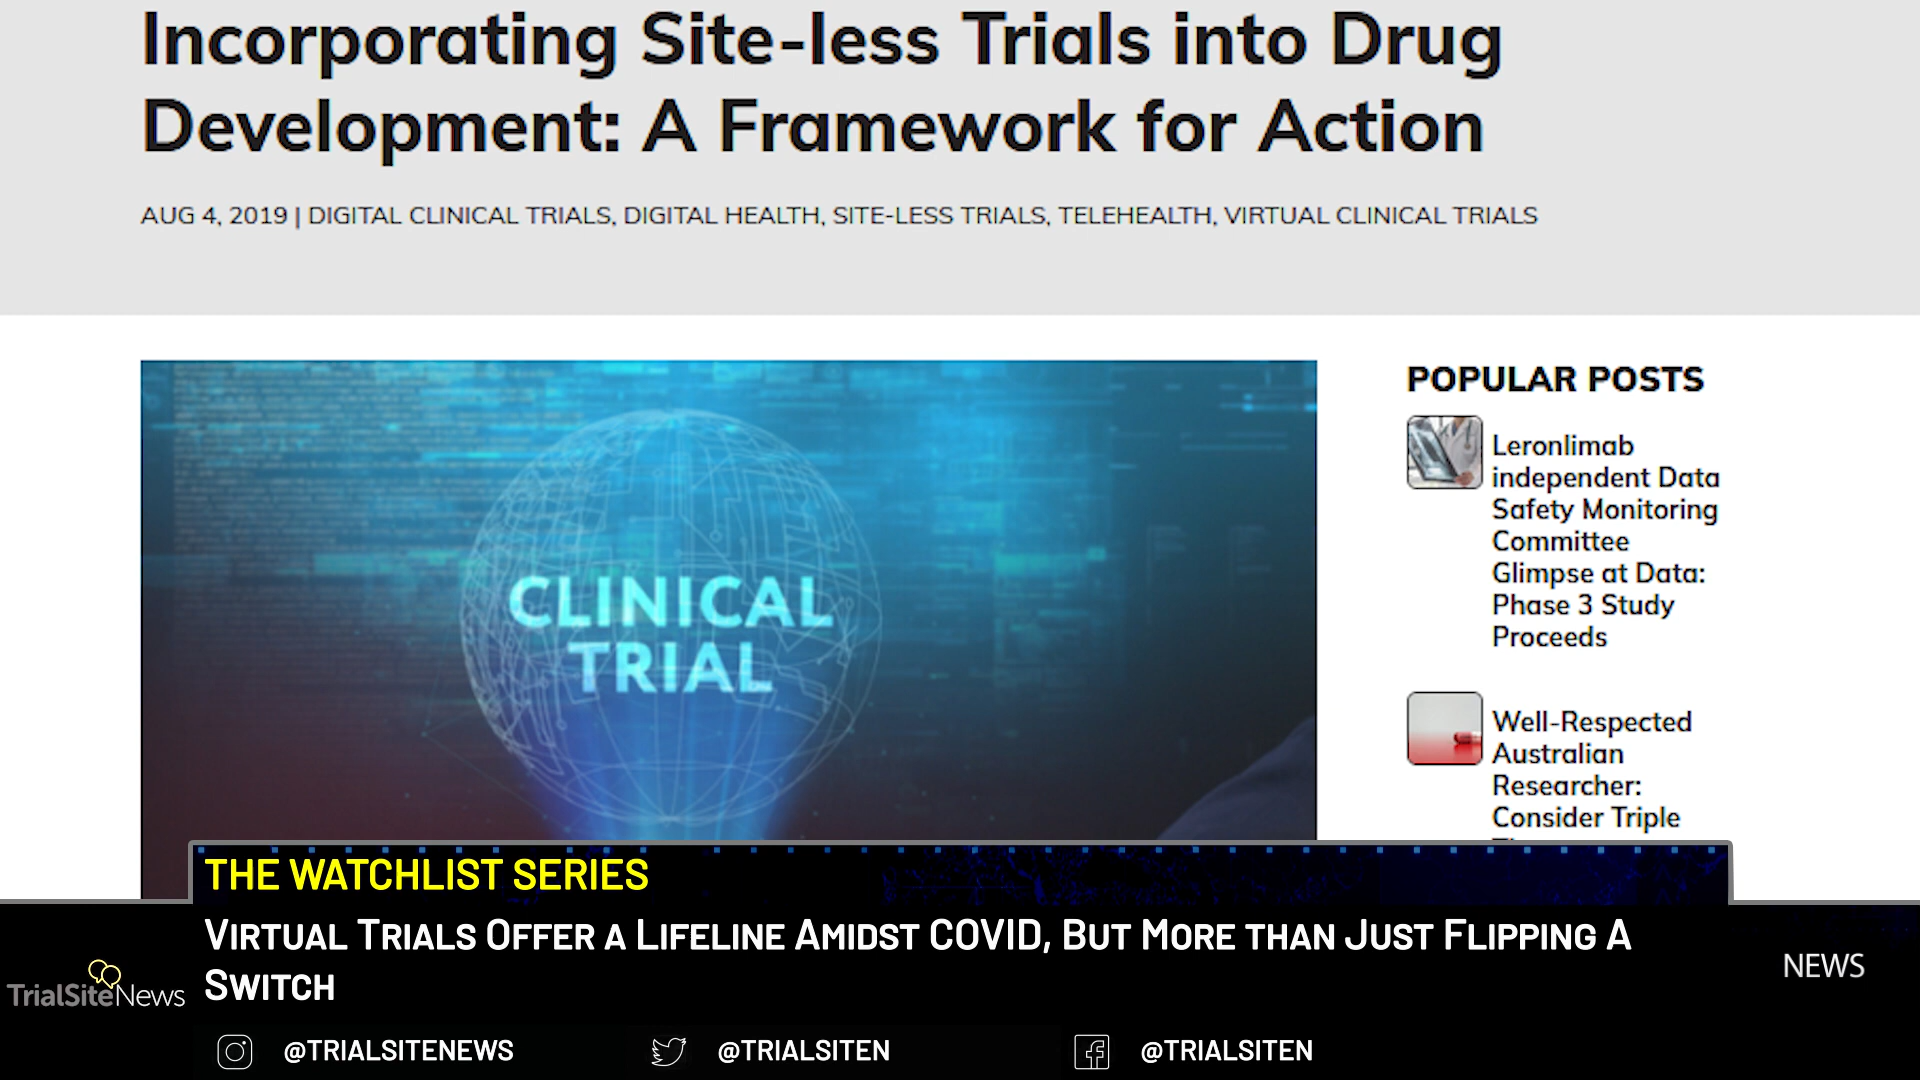 Incorporating Site-less Trials into Drug
Development: A Framework for Action
AUG 4, 2019 | DIGITAL CLINICAL TRIALS, DIGITAL HEALTH, SITE-LESS TRIALS, TELEHEALTH, VIRTUAL CLINICAL TRIALS
CLINICAL
TRIAL
POPULAR POSTS
Leronlimab
independent Data
Safety Monitoring
Committee
Glimpse at Data:
Phase 3 Study
Proceeds
Well-Respected
Australian
Researcher:
Consider Triple
THE WATCHLIST SERIES
VIRTUAL TRIALS OFFER A LIFELINE AMIDST COVID, BUT MORE THAN JUST FLIPPING A
SWITCH
TrialSiteNews
NEWS
@TRIALSITENEWS
@TRIALSITEN
@TRIALSITEN